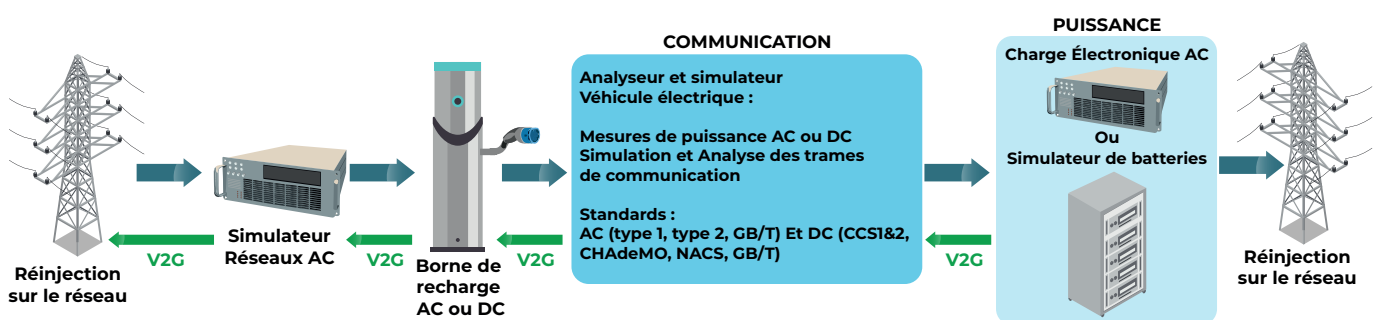 Réinjection
sur le réseau
V2G
Simulateur
Réseaux AC
V2G
Borne de
recharge
AC ou DC
V2G
COMMUNICATION
Analyseur et simulateur
Véhicule électrique :
Mesures de puissance AC ou DC
Simulation et Analyse des trames
de communication
Standards :
AC (type 1, type 2, GB/T) Et DC (CCS1&2,
CHAdeMO, NACS, GB/T)
V2G
PUISSANCE
Charge Électronique AC
Ou
Simulateur de batteries
Réinjection
sur le réseau